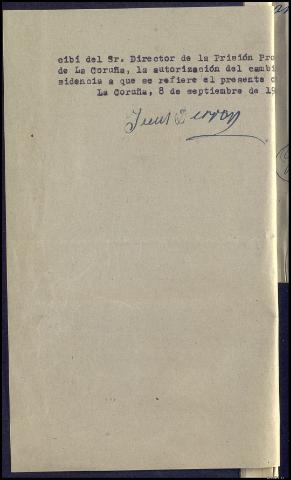 cibi del Sr. Director de la Prisión Pro
de La Coruña, la autorización del cambi
sidencia a que se refiere el presente o
La Coruña, 8 de septiembre de 19